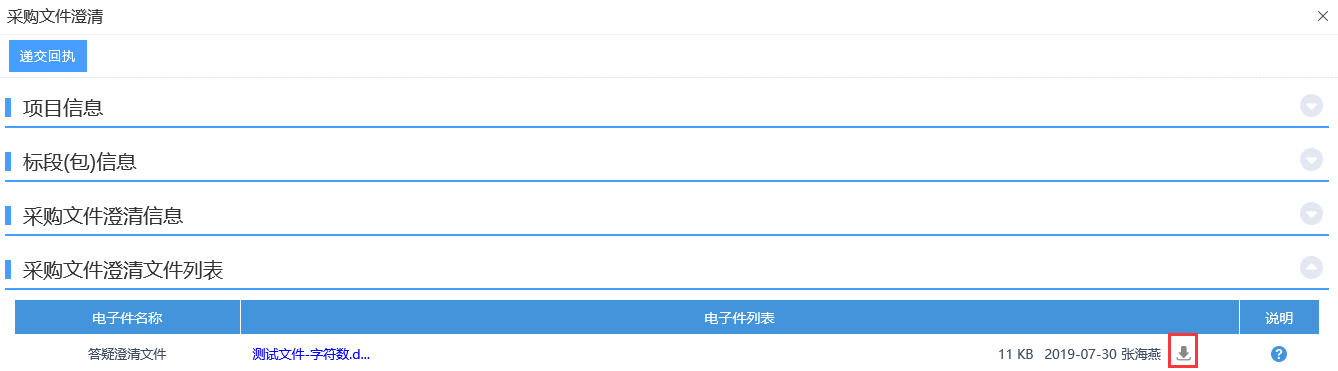 采购文件澄清
递交回执
项目信息
标段(包)信息
采购文件澄清信息
采购文件澄清文件列表
电子件名称 电子件列表 说明
答疑澄清文件 测试文件-字符数.d... 11 KB 2019-07-30 张海燕